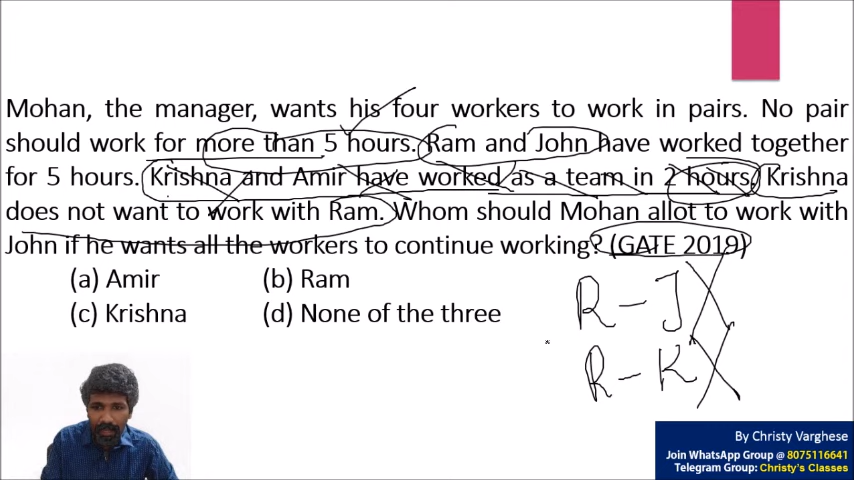 Mohan, the manager, wants his four workers to work in pairs. No pair
should work for more than 5 hours. Ram and John have worked together
for 5 hours. Krishna and Amir have worked as a team in 2 hours. Krishna
does not want to work with Ram. Whom should Mohan allot to work with
John if he wants all the workers to continue working? (GATE 2019)
(a) Amir (b) Ram
(c) Krishna (d) None of the three
R - J
R - K
By Christy Varghese
Join WhatsApp Group @ 8075116641
Telegram Group: Christy's Classes